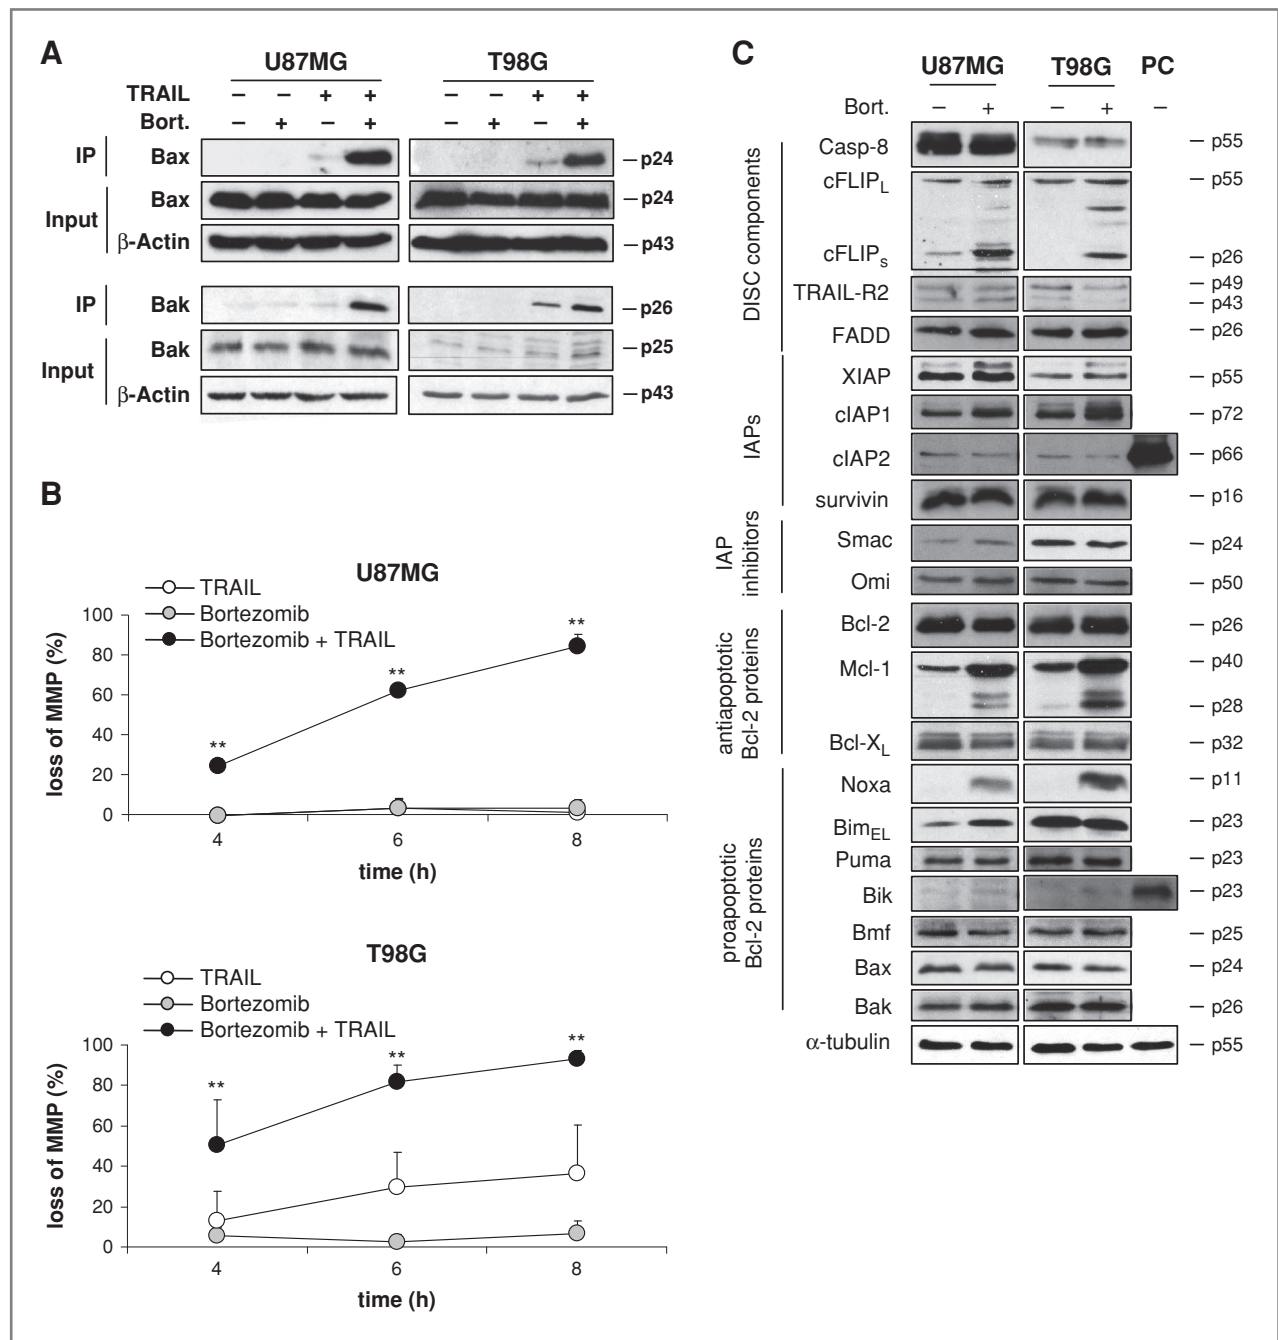 A
U87MG T98G
TRAIL – – + + – – + +
Bort. – + – + – + – +
IP Bax – p24
Input Bax – p24
β-Actin – p43
IP Bak – p26
Input Bak – p25
β-Actin – p43
B
U87MG
TRAIL
Bortezomib
Bortezomib + TRAIL
loss of MMP (%)
100
80
60
40
20
0
** ** **
4 6 8
time (h)
T98G
TRAIL
Bortezomib
Bortezomib + TRAIL
loss of MMP (%)
100
80
60
40
20
0
** ** **
4 6 8
time (h)
C
U87MG T98G PC
Bort. – + – + –
DISC components
Casp-8 – p55
cFLIPL – p55
cFLIPs – p26
TRAIL-R2 – p49
– p43
FADD – p26
IAPs
XIAP – p55
cIAP1 – p72
cIAP2 – p66
survivin – p16
IAP
inhibitors
Smac – p24
Omi – p50
antiapoptotic
Bcl-2 proteins
Bcl-2 – p26
Mcl-1 – p40
– p28
Bcl-XL – p32
proapoptotic
Bcl-2 proteins
Noxa – p11
BimEL – p23
Puma – p23
Bik – p23
Bmf – p25
Bax – p24
Bak – p26
α-tubulin – p55